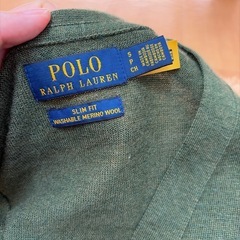 POLO
RALPH LAUREN
S
P
CH
SLIM FIT
WASHABLE MERINO WOOL